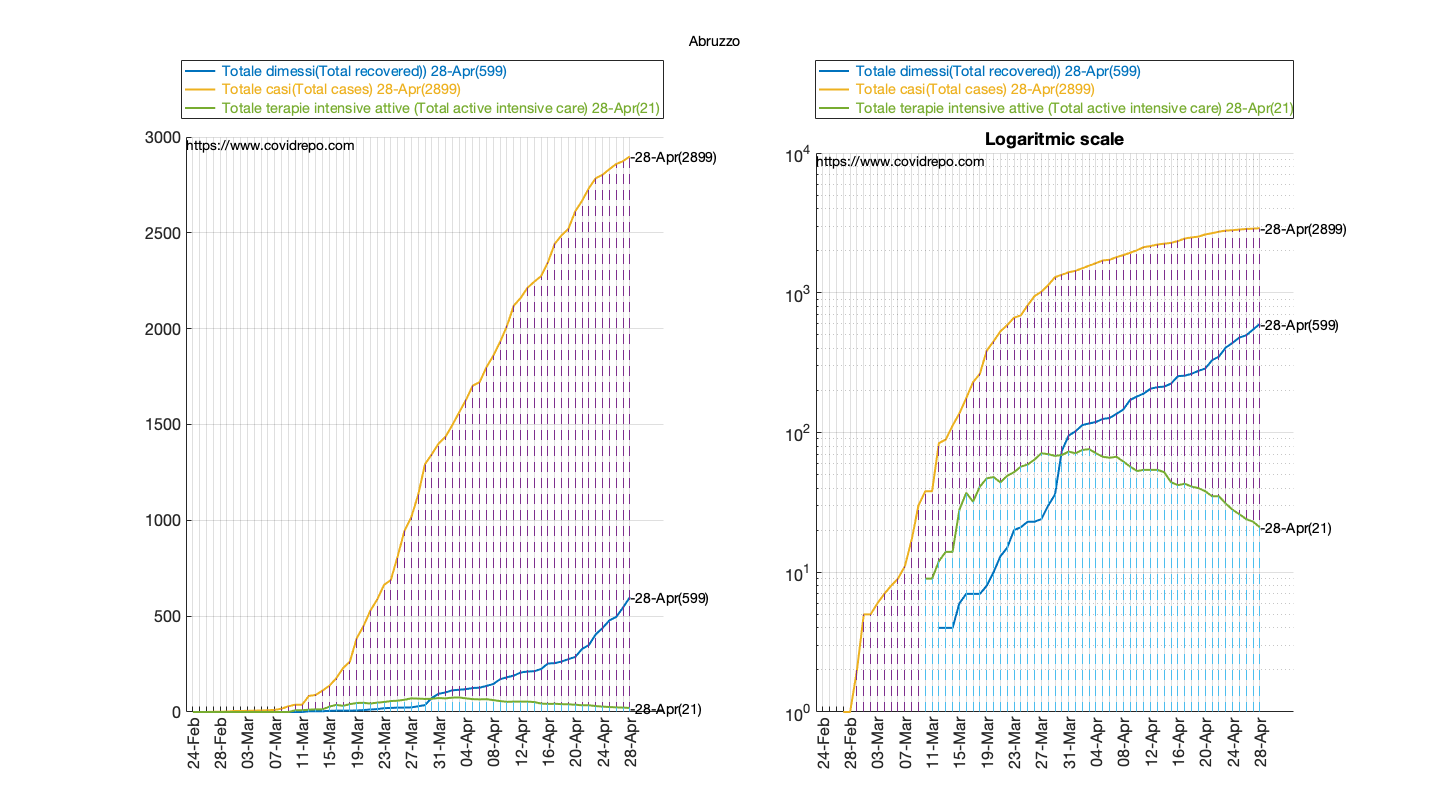 Abruzzo
Totale dimessi(Total recovered)) 28-Apr(599)
Totale casi(Total cases) 28-Apr(2899)
Totale terapie intensive attive (Total active intensive care) 28-Apr(21)
3000
2500
2000
1500
1000
500
0
https://www.covidrepo.com
-28-Apr(2899)
-28-Apr(599)
-28-Apr(21)
24-Feb
28-Feb
03-Mar
07-Mar
11-Mar
15-Mar
19-Mar
23-Mar
27-Mar
31-Mar
04-Apr
08-Apr
12-Apr
16-Apr
20-Apr
24-Apr
28-Apr
Totale dimessi(Total recovered)) 28-Apr(599)
Totale casi(Total cases) 28-Apr(2899)
Totale terapie intensive attive (Total active intensive care) 28-Apr(21)
Logaritmic scale
10^4
10^3
10^2
10^1
10^0
https://www.covidrepo.com
-28-Apr(2899)
-28-Apr(599)
-28-Apr(21)
24-Feb
28-Feb
03-Mar
07-Mar
11-Mar
15-Mar
19-Mar
23-Mar
27-Mar
31-Mar
04-Apr
08-Apr
12-Apr
16-Apr
20-Apr
24-Apr
28-Apr